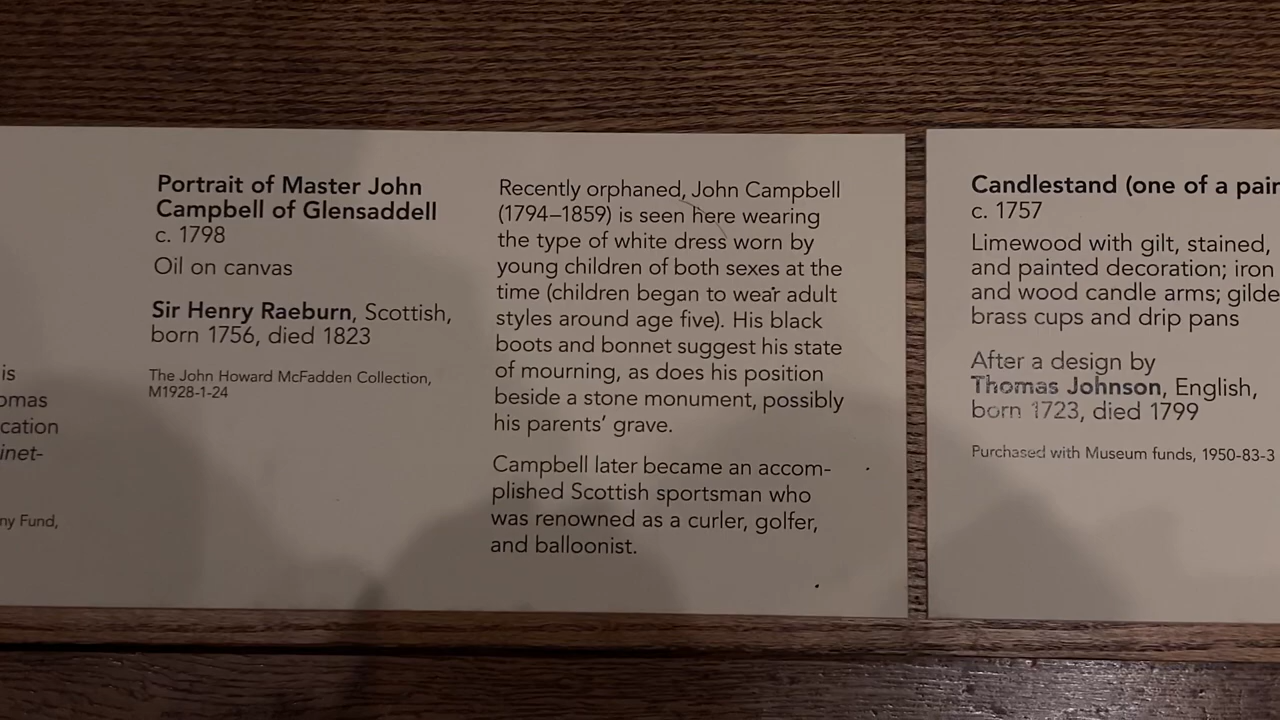 is
omas
cation
inet-
ny Fund,
Portrait of Master John
Campbell of Glensaddell
c. 1798
Oil on canvas
Sir Henry Raeburn, Scottish,
born 1756, died 1823
The John Howard McFadden Collection,
M1928-1-24
Recently orphaned, John Campbell
(1794–1859) is seen here wearing
the type of white dress worn by
young children of both sexes at the
time (children began to wear adult
styles around age five). His black
boots and bonnet suggest his state
of mourning, as does his position
beside a stone monument, possibly
his parents’ grave.
Campbell later became an accom-
plished Scottish sportsman who
was renowned as a curler, golfer,
and balloonist.
Candlestand (one of a pair
c. 1757
Limewood with gilt, stained,
and painted decoration; iron
and wood candle arms; gilde
brass cups and drip pans
After a design by
Thomas Johnson, English,
born 1723, died 1799
Purchased with Museum funds, 1950-83-3